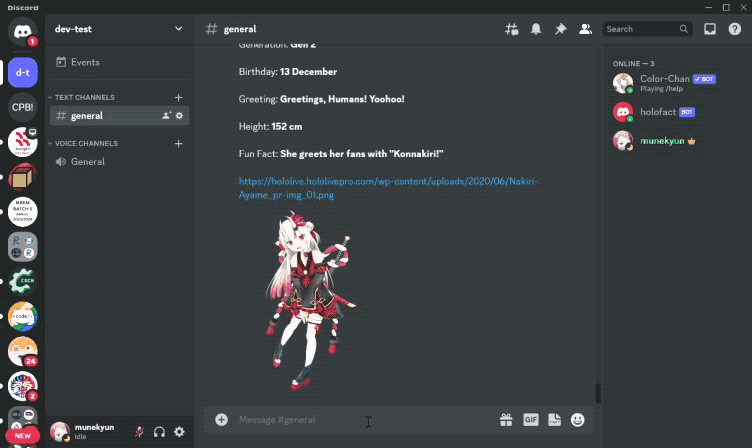 Discord
dev-test
general
Search
1
d-t
CPB!
Events
TEXT CHANNELS
general
VOICE CHANNELS
General
MBKM
BATCH 5
24
2
NEW
munekyun
Idle
Generation: Gen 2
Birthday: 13 December
Greeting: Greetings, Humans! Yoohoo!
Height: 152 cm
Fun Fact: She greets her fans with "Konnakiri!"
https://hololive.hololivepro.com/wp-content/uploads/2020/06/Nakiri-
Ayame_pr-img_01.png
Message #general
GIF
ONLINE — 3
Color-Chan BOT
Playing /help
holofact BOT
munekyun